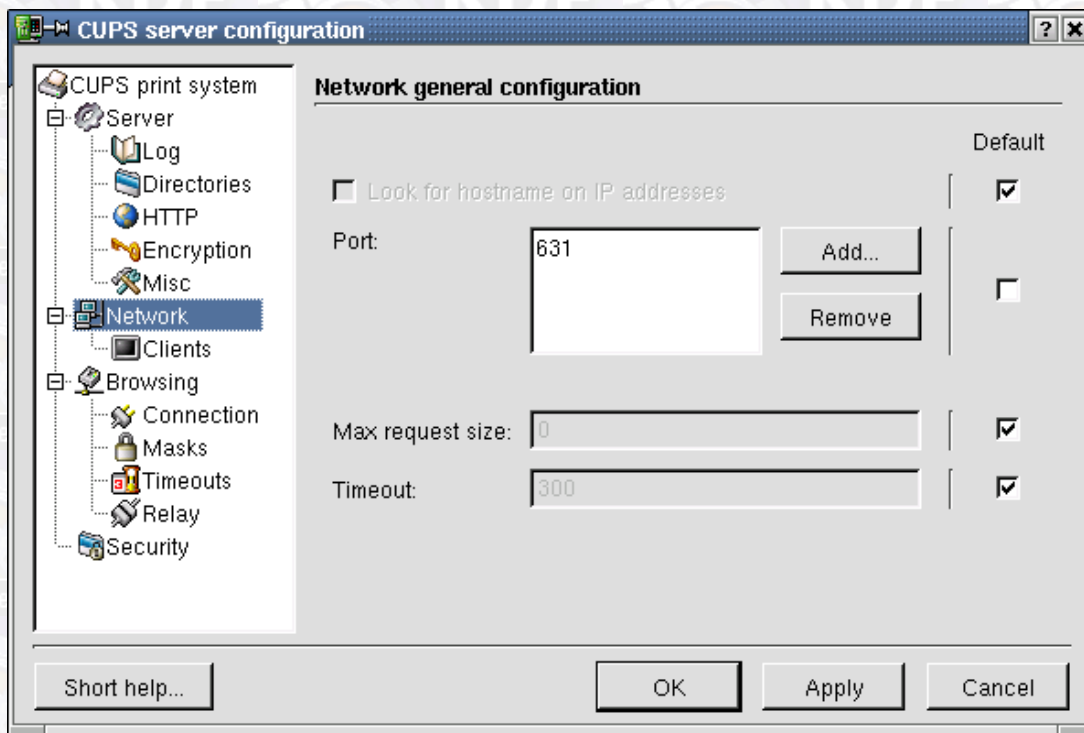 CUPS server configuration
CUPS print system
Server
Log
Directories
HTTP
Encryption
Misc
Network
Clients
Browsing
Connection
Masks
Timeouts
Relay
Security
Network general configuration
Default
Look for hostname on IP addresses
Port:
631
Add...
Remove
Max request size:
0
Timeout:
300
Short help...
OK
Apply
Cancel